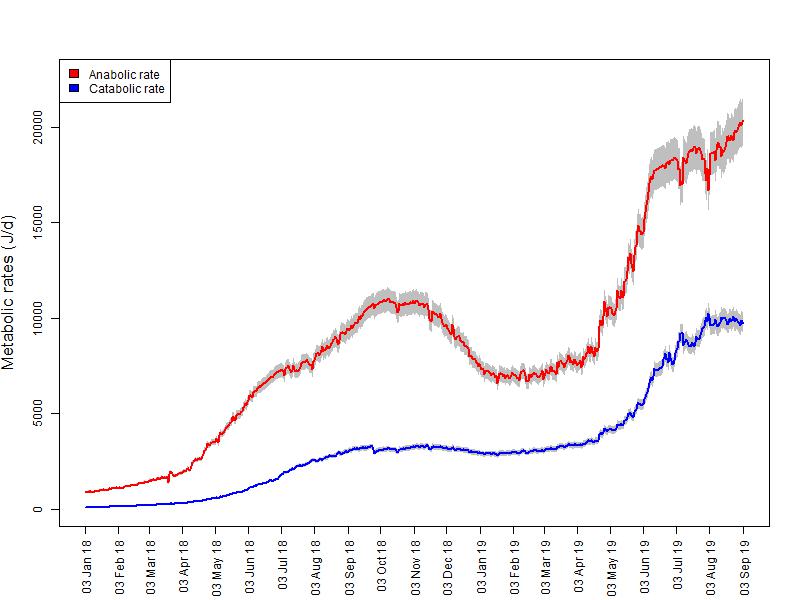 Anabolic rate
Catabolic rate
Metabolic rates (J/d)
20000
15000
10000
5000
0
03 Jan 18
03 Feb 18
03 Mar 18
03 Apr 18
03 May 18
03 Jun 18
03 Jul 18
03 Aug 18
03 Sep 18
03 Oct 18
03 Nov 18
03 Dec 18
03 Jan 19
03 Feb 19
03 Mar 19
03 Apr 19
03 May 19
03 Jun 19
03 Jul 19
03 Aug 19
03 Sep 19